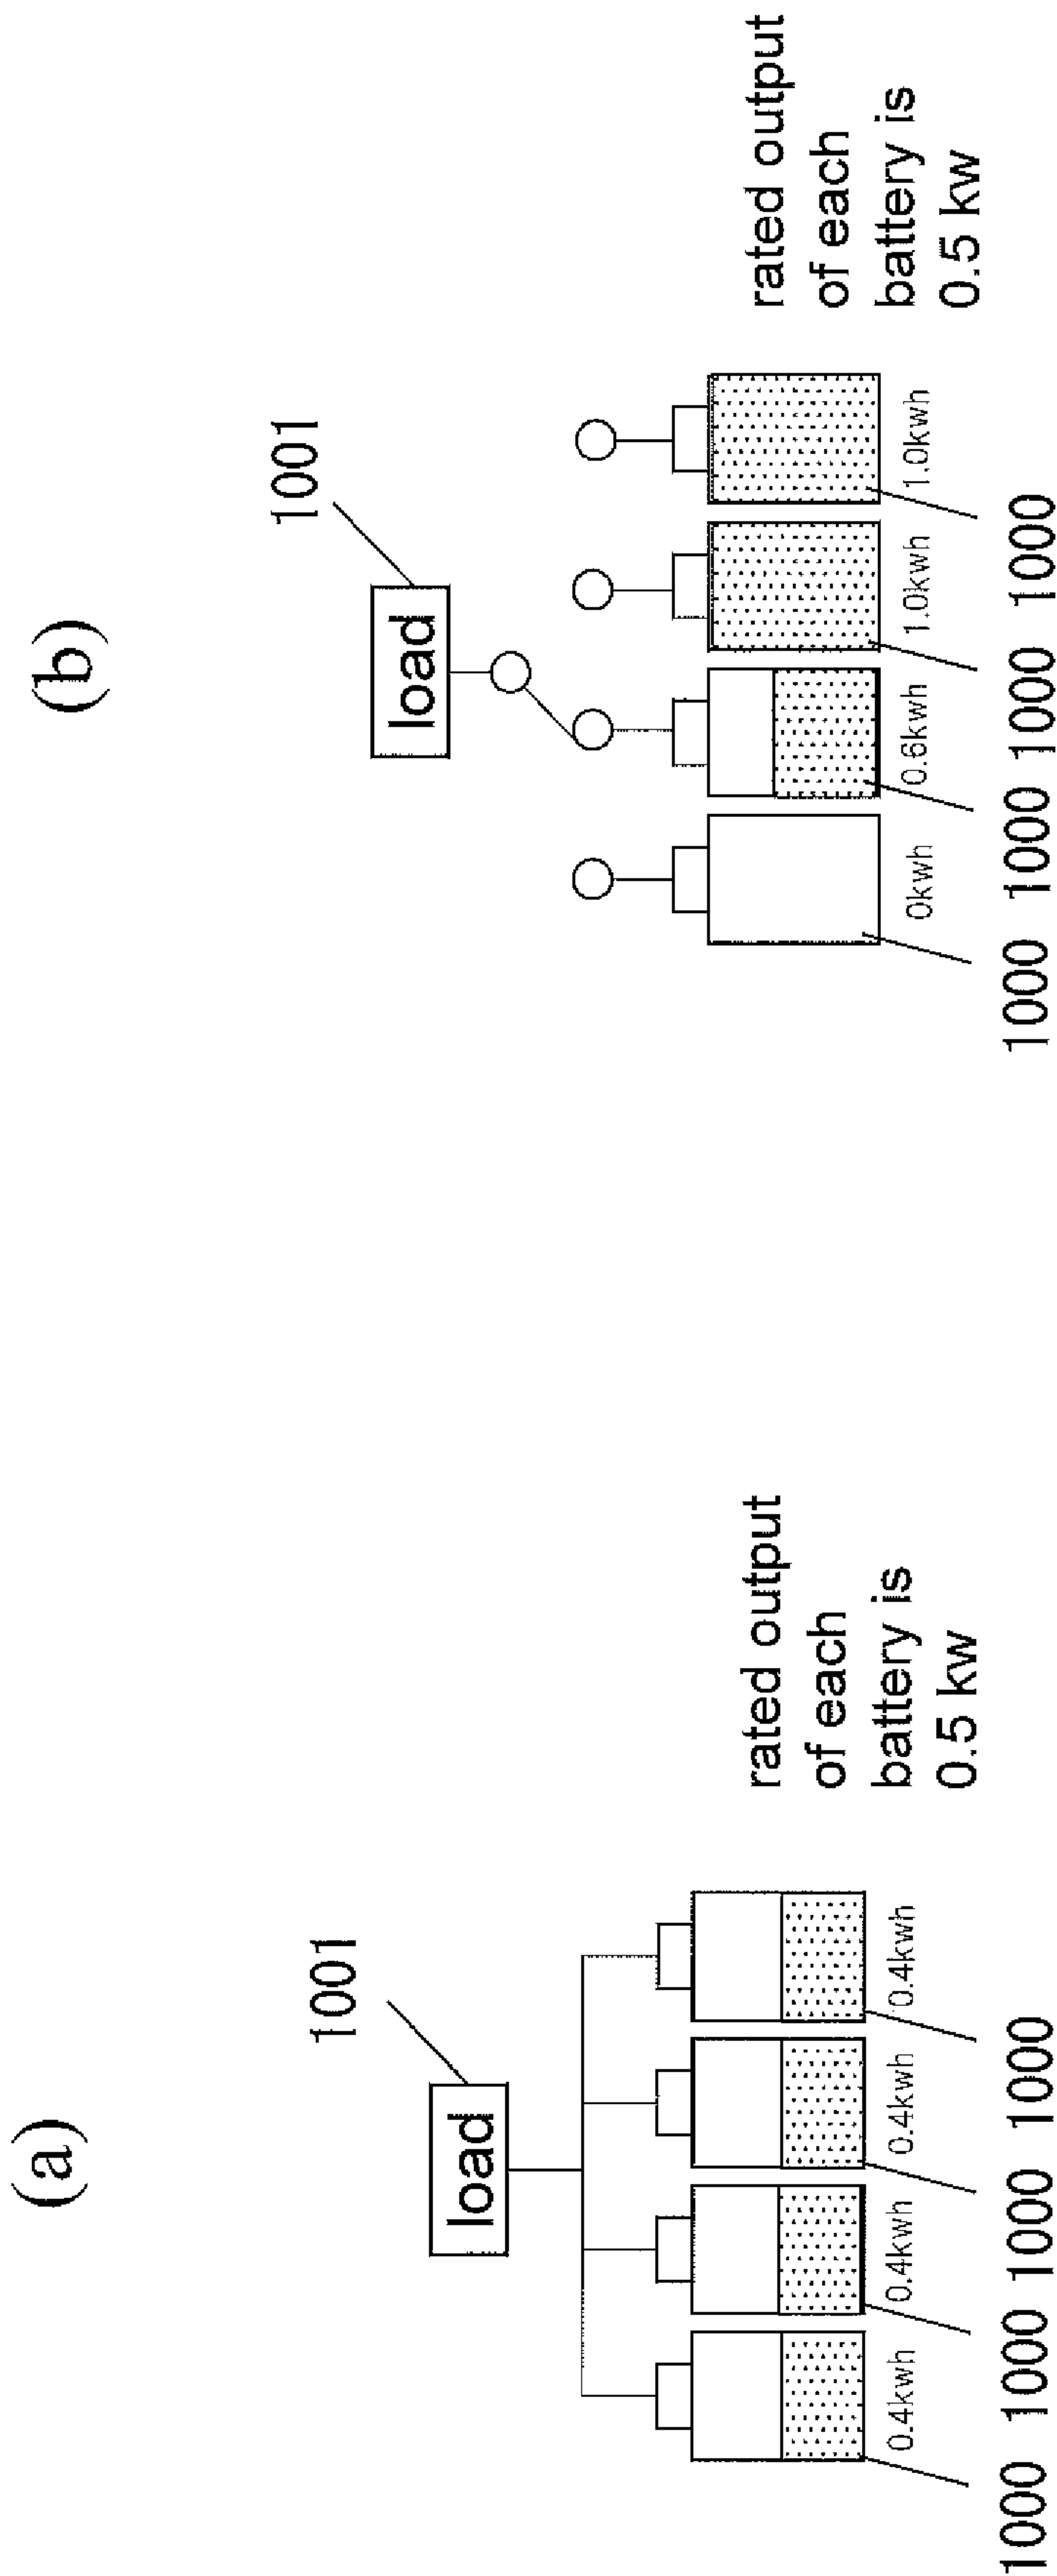 (a)
1001
load
0.4kwh 0.4kwh 0.4kwh 0.4kwh
1000 1000 1000 1000
rated output
of each
battery is
0.5 kw
(b)
1001
load
0kwh 0.6kwh 1.0kwh 1.0kwh
1000 1000 1000 1000
rated output
of each
battery is
0.5 kw